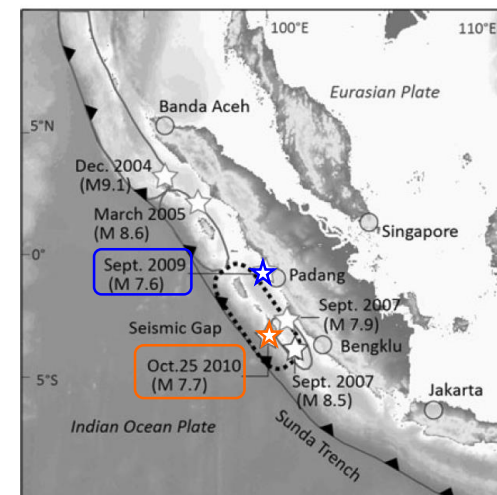 100°E
110°E
Eurasian Plate
Banda Aceh
5°N
Dec. 2004
(M9.1)
March 2005
(M 8.6)
Singapore
0°
Sept. 2009
(M 7.6)
Padang
Sept. 2007
(M 7.9)
Seismic Gap
Bengklu
Oct.25 2010
(M 7.7)
5°S
Sept. 2007
(M 8.5)
Jakarta
Indian Ocean Plate
Sunda Trench